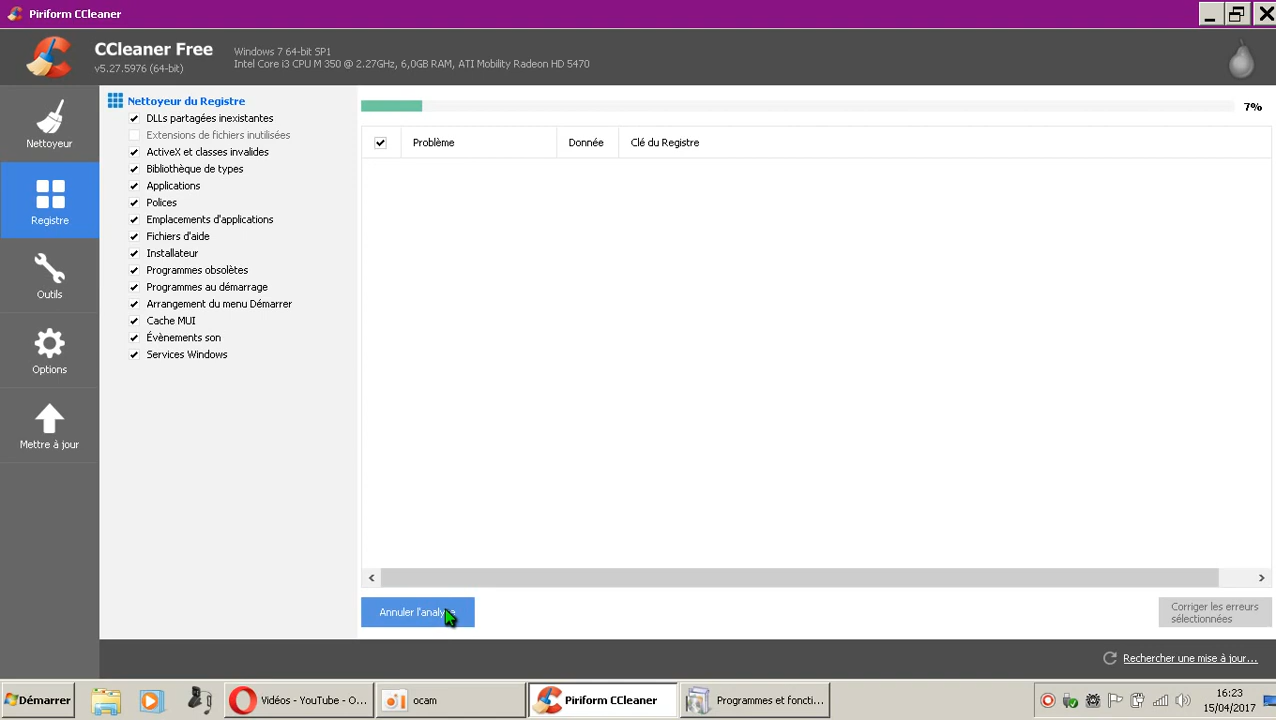 Piriform CCleaner
CCleaner Free
v5.27.5976 (64-bit)
Windows 7 64-bit SP1
Intel Core i3 CPU M 350 @ 2.27GHz, 6,0GB RAM, ATI Mobility Radeon HD 5470
Nettoyeur
Registre
Outils
Options
Mettre à jour
Nettoyeur du Registre
DLLs partagées inexistantes
Extensions de fichiers inutilisées
ActiveX et classes invalides
Bibliothèque de types
Applications
Polices
Emplacements d'applications
Fichiers d'aide
Installateur
Programmes obsolètes
Programmes au démarrage
Arrangement du menu Démarrer
Cache MUI
Évènements son
Services Windows
7%
Problème Donnée Clé du Registre
Annuler l'analyse
Corriger les erreurs
sélectionnées
Rechercher une mise à jour...
Démarrer
Vidéos - YouTube - O...
ocam
Piriform CCleaner
Programmes et fon...
16:23
15/04/2017